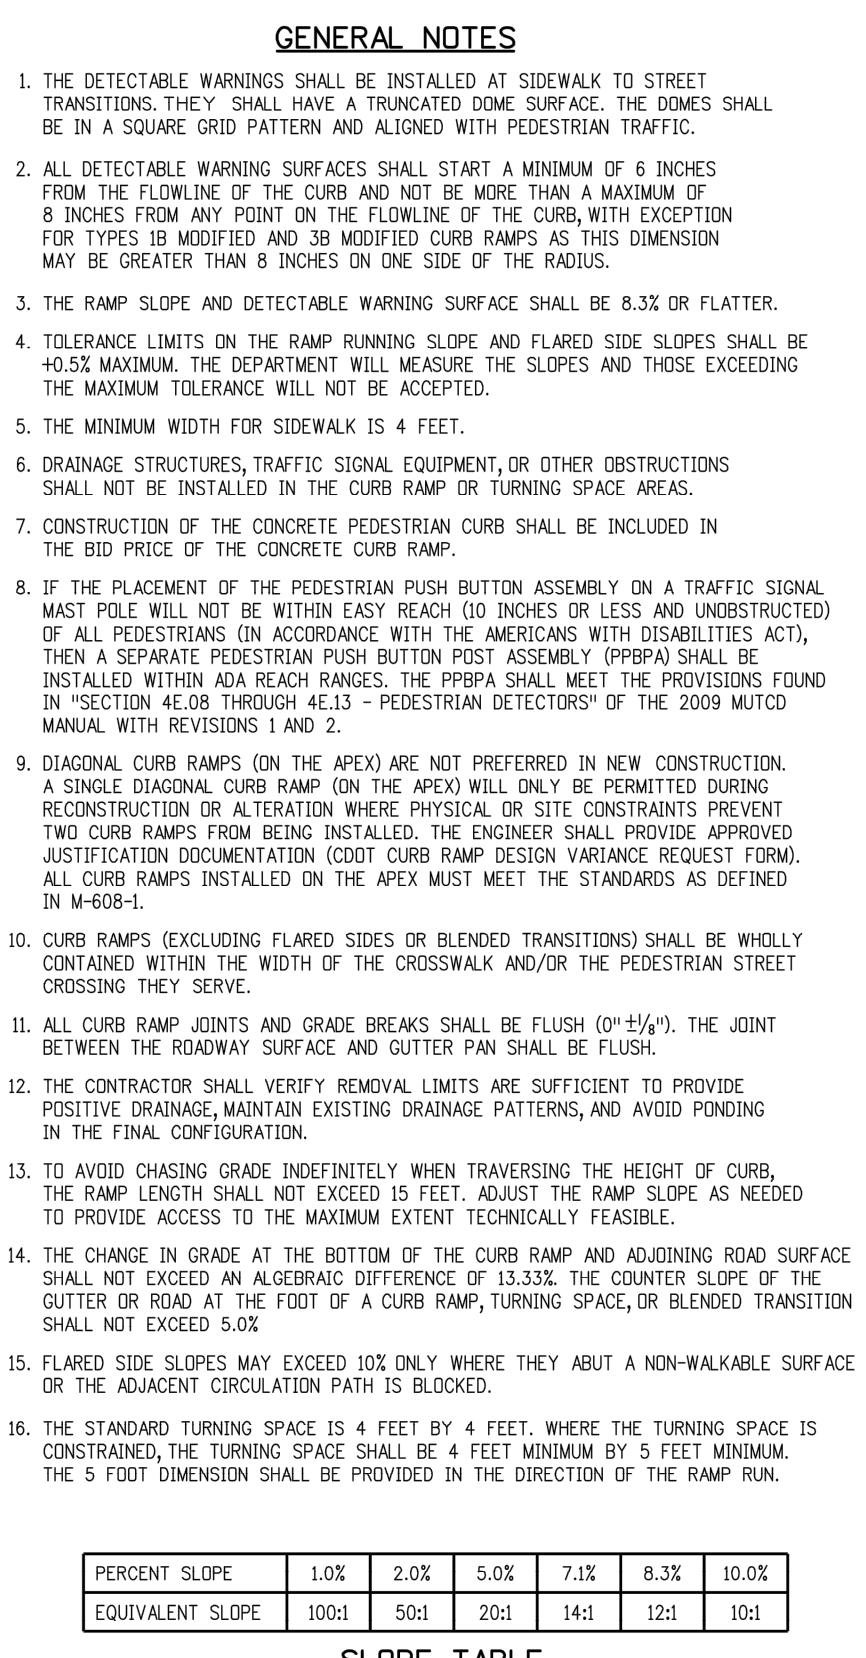 GENERAL NOTES
1. THE DETECTABLE WARNINGS SHALL BE INSTALLED AT SIDEWALK TO STREET
TRANSITIONS. THEY SHALL HAVE A TRUNCATED DOME SURFACE. THE DOMES SHALL
BE IN A SQUARE GRID PATTERN AND ALIGNED WITH PEDESTRIAN TRAFFIC.
2. ALL DETECTABLE WARNING SURFACES SHALL START A MINIMUM OF 6 INCHES
FROM THE FLOWLINE OF THE CURB AND NOT BE MORE THAN A MAXIMUM OF
8 INCHES FROM ANY POINT ON THE FLOWLINE OF THE CURB, WITH EXCEPTION
FOR TYPES 1B MODIFIED AND 3B MODIFIED CURB RAMPS AS THIS DIMENSION
MAY BE GREATER THAN 8 INCHES ON ONE SIDE OF THE RADIUS.
3. THE RAMP SLOPE AND DETECTABLE WARNING SURFACE SHALL BE 8.3% OR FLATTER.
4. TOLERANCE LIMITS ON THE RAMP RUNNING SLOPE AND FLARED SIDE SLOPES SHALL BE
+0.5% MAXIMUM. THE DEPARTMENT WILL MEASURE THE SLOPES AND THOSE EXCEEDING
THE MAXIMUM TOLERANCE WILL NOT BE ACCEPTED.
5. THE MINIMUM WIDTH FOR SIDEWALK IS 4 FEET.
6. DRAINAGE STRUCTURES, TRAFFIC SIGNAL EQUIPMENT, OR OTHER OBSTRUCTIONS
SHALL NOT BE INSTALLED IN THE CURB RAMP OR TURNING SPACE AREAS.
7. CONSTRUCTION OF THE CONCRETE PEDESTRIAN CURB SHALL BE INCLUDED IN
THE BID PRICE OF THE CONCRETE CURB RAMP.
8. IF THE PLACEMENT OF THE PEDESTRIAN PUSH BUTTON ASSEMBLY ON A TRAFFIC SIGNAL
MAST POLE WILL NOT BE WITHIN EASY REACH (10 INCHES OR LESS AND UNOBSTRUCTED)
OF ALL PEDESTRIANS (IN ACCORDANCE WITH THE AMERICANS WITH DISABILITIES ACT),
THEN A SEPARATE PEDESTRIAN PUSH BUTTON POST ASSEMBLY (PPBPA) SHALL BE
INSTALLED WITHIN ADA REACH RANGES. THE PPBPA SHALL MEET THE PROVISIONS FOUND
IN "SECTION 4E.08 THROUGH 4E.13 - PEDESTRIAN DETECTORS" OF THE 2009 MUTCD
MANUAL WITH REVISIONS 1 AND 2.
9. DIAGONAL CURB RAMPS (ON THE APEX) ARE NOT PREFERRED IN NEW CONSTRUCTION.
A SINGLE DIAGONAL CURB RAMP (ON THE APEX) WILL ONLY BE PERMITTED DURING
RECONSTRUCTION OR ALTERATION WHERE PHYSICAL OR SITE CONSTRAINTS PREVENT
TWO CURB RAMPS FROM BEING INSTALLED. THE ENGINEER SHALL PROVIDE APPROVED
JUSTIFICATION DOCUMENTATION (CDOT CURB RAMP DESIGN VARIANCE REQUEST FORM).
ALL CURB RAMPS INSTALLED ON THE APEX MUST MEET THE STANDARDS AS DEFINED
IN M-608-1.
10. CURB RAMPS (EXCLUDING FLARED SIDES OR BLENDED TRANSITIONS) SHALL BE WHOLLY
CONTAINED WITHIN THE WIDTH OF THE CROSSWALK AND/OR THE PEDESTRIAN STREET
CROSSING THEY SERVE.
11. ALL CURB RAMP JOINTS AND GRADE BREAKS SHALL BE FLUSH (0" ±1/8"). THE JOINT
BETWEEN THE ROADWAY SURFACE AND GUTTER PAN SHALL BE FLUSH.
12. THE CONTRACTOR SHALL VERIFY REMOVAL LIMITS ARE SUFFICIENT TO PROVIDE
POSITIVE DRAINAGE, MAINTAIN EXISTING DRAINAGE PATTERNS, AND AVOID PONDING
IN THE FINAL CONFIGURATION.
13. TO AVOID CHASING GRADE INDEFINITELY WHEN TRAVERSING THE HEIGHT OF CURB,
THE RAMP LENGTH SHALL NOT EXCEED 15 FEET. ADJUST THE RAMP SLOPE AS NEEDED
TO PROVIDE ACCESS TO THE MAXIMUM EXTENT TECHNICALLY FEASIBLE.
14. THE CHANGE IN GRADE AT THE BOTTOM OF THE CURB RAMP AND ADJOINING ROAD SURFACE
SHALL NOT EXCEED AN ALGEBRAIC DIFFERENCE OF 13.33%. THE COUNTER SLOPE OF THE
GUTTER OR ROAD AT THE FOOT OF A CURB RAMP, TURNING SPACE, OR BLENDED TRANSITION
SHALL NOT EXCEED 5.0%
15. FLARED SIDE SLOPES MAY EXCEED 10% ONLY WHERE THEY ABUT A NON-WALKABLE SURFACE
OR THE ADJACENT CIRCULATION PATH IS BLOCKED.
16. THE STANDARD TURNING SPACE IS 4 FEET BY 4 FEET. WHERE THE TURNING SPACE IS
CONSTRAINED, THE TURNING SPACE SHALL BE 4 FEET MINIMUM BY 5 FEET MINIMUM.
THE 5 FOOT DIMENSION SHALL BE PROVIDED IN THE DIRECTION OF THE RAMP RUN.
PERCENT SLOPE 1.0% 2.0% 5.0% 7.1% 8.3% 10.0%
EQUIVALENT SLOPE 100:1 50:1 20:1 14:1 12:1 10:1
SLOPE TABLE